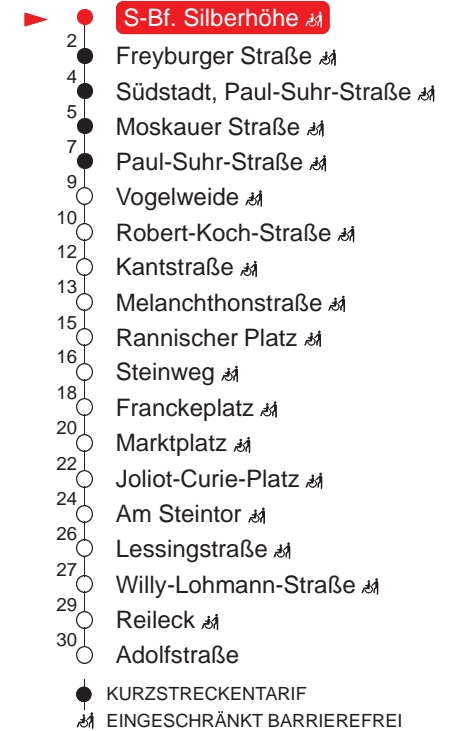 S-Bf. Silberhöhe
2
Freyburger Straße
4
Südstadt, Paul-Suhr-Straße
5
Moskauer Straße
7
Paul-Suhr-Straße
9
Vogelweide
10
Robert-Koch-Straße
12
Kantstraße
13
Melanchthonstraße
15
Rannischer Platz
16
Steinweg
18
Franckeplatz
20
Marktplatz
22
Joliot-Curie-Platz
24
Am Steintor
26
Lessingstraße
27
Willy-Lohmann-Straße
29
Reileck
30
Adolfstraße
KURZSTRECKENTARIF
EINGESCHRÄNKT BARRIEREFREI